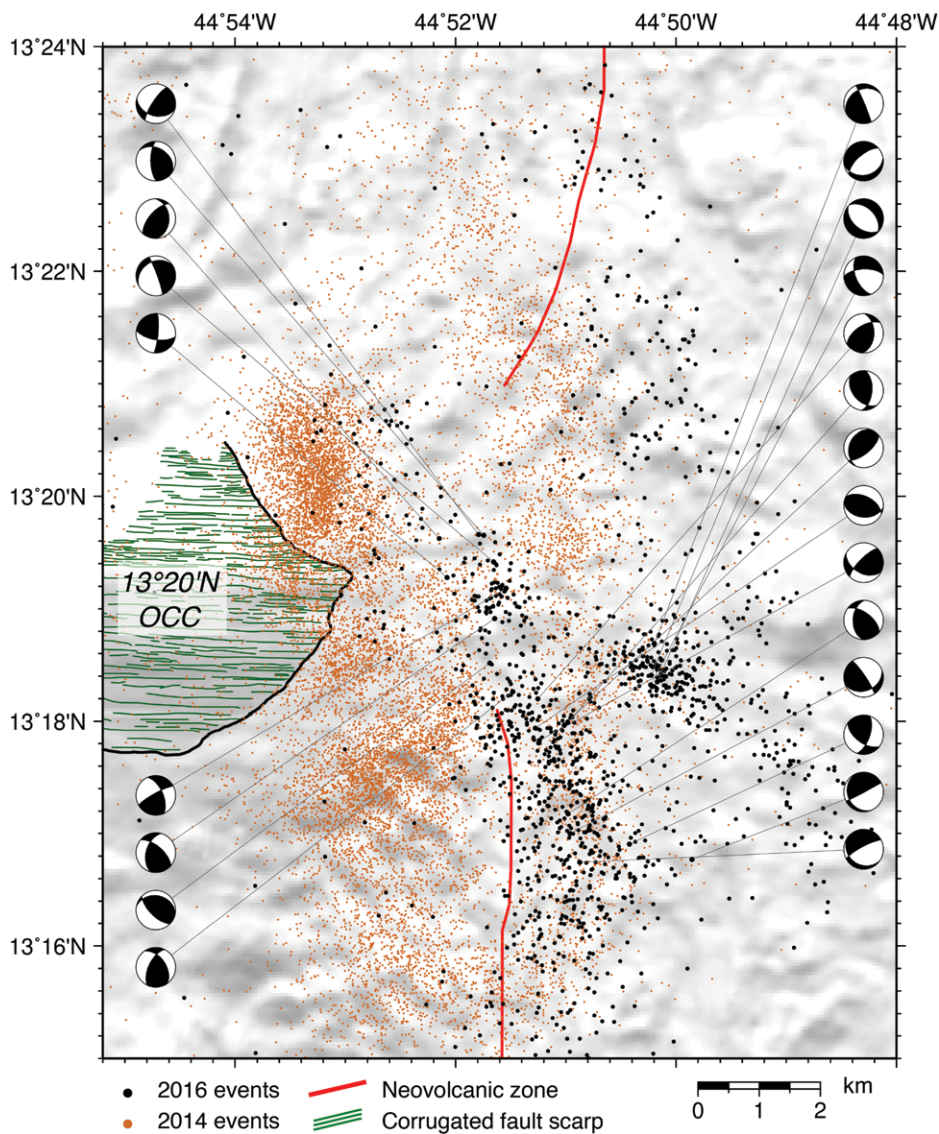 44°54'W 44°52'W 44°50'W 44°48'W
13°24'N
13°22'N
13°20'N
13°20'N
OCC
13°18'N
13°16'N
2016 events
Neovolcanic zone
km
2014 events
Corrugated fault scarp
0 1 2